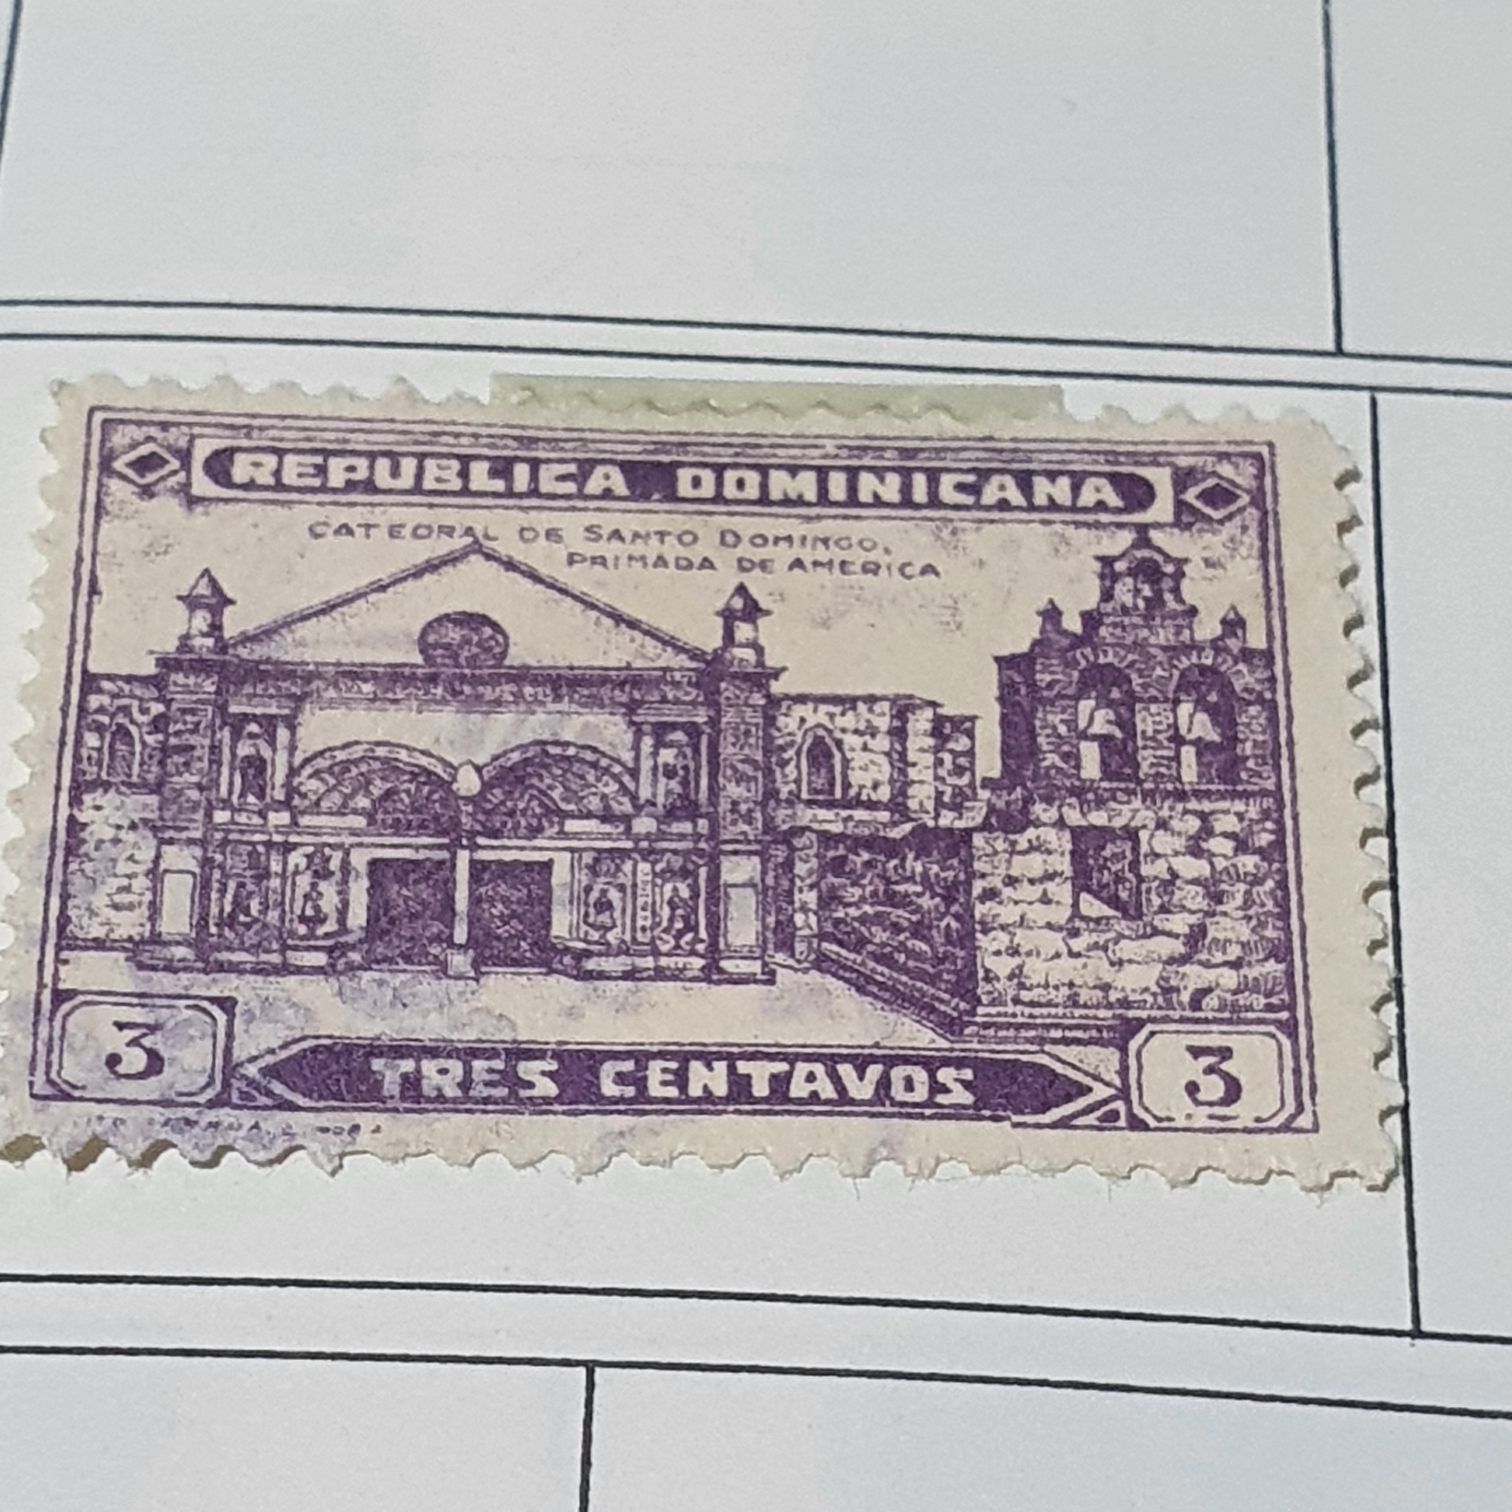 REPUBLICA DOMINICANA
CATEDRAL DE SANTO DOMINGO,
PRIMADA DE AMERICA
3
TRES CENTAVOS
3